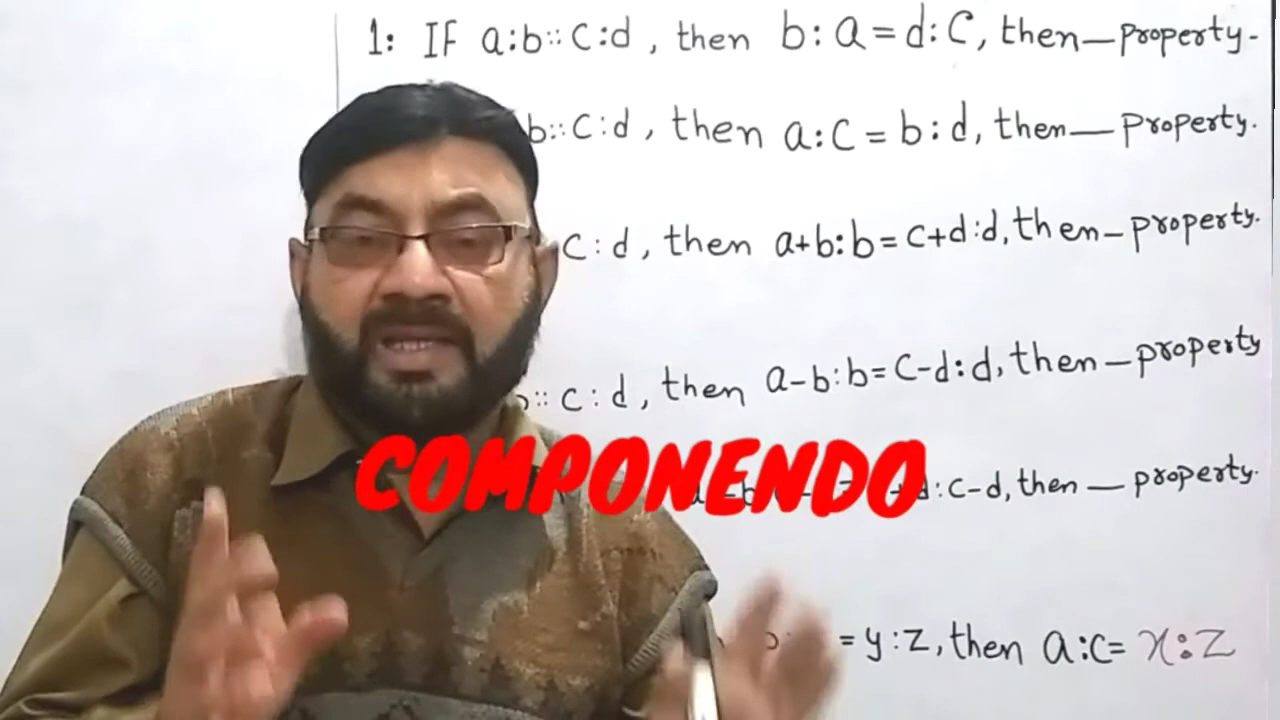 1: IF a:b::c:d, then b:a=d:c, then—property.
b::c:d, then a:c=b:d, then—property.
c:d, then a+b:b=c+d:d, then—property.
::c:d, then a-b:b=c-d:d, then—property
COMPONENDO
d:c-d, then—property.
=y:z, then a:c=x:z